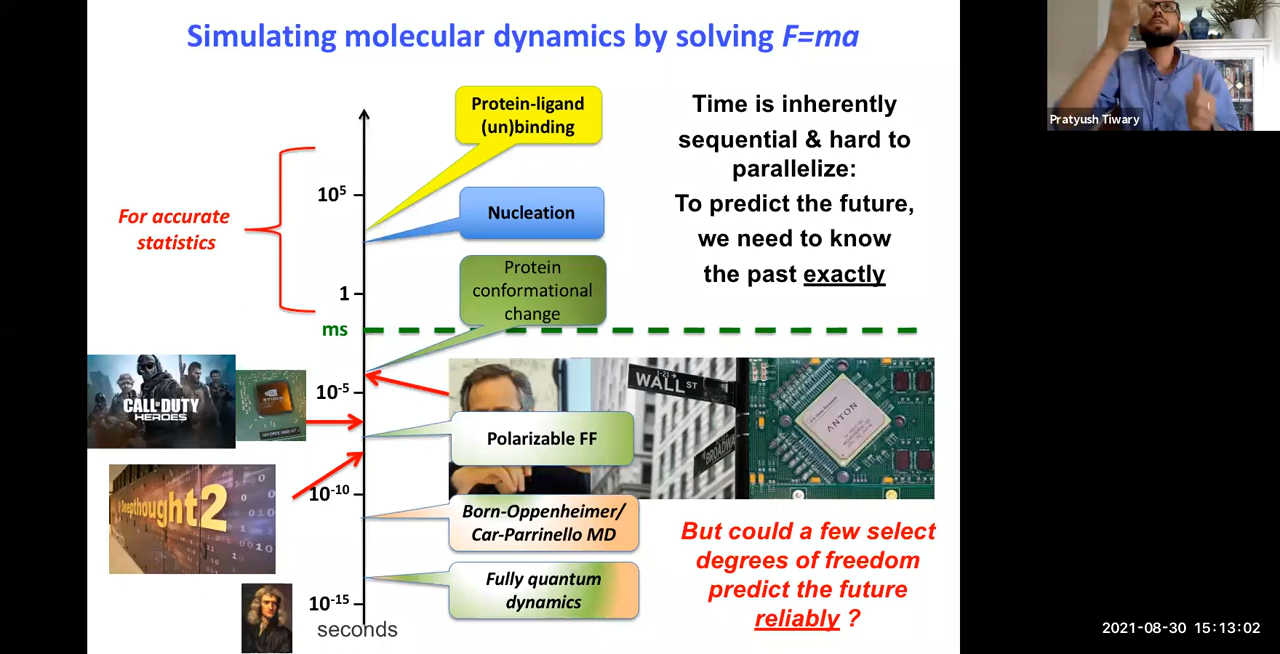 Simulating molecular dynamics by solving F=ma
Protein-ligand
(un)binding
Time is inherently
sequential & hard to
parallelize:
To predict the future,
we need to know
the past exactly
Pratyush Tiwary
10⁵
For accurate
statistics
Nucleation
Protein
conformational
change
1
ms
10⁻⁵
CALL OF DUTY
HEROES
WALL ST
BROADWAY
ANTON
Polarizable FF
Deepthought2
10⁻¹⁰
Born-Oppenheimer/
Car-Parrinello MD
Fully quantum
dynamics
10⁻¹⁵
seconds
But could a few select
degrees of freedom
predict the future
reliably ?
2021-08-30 15:13:02